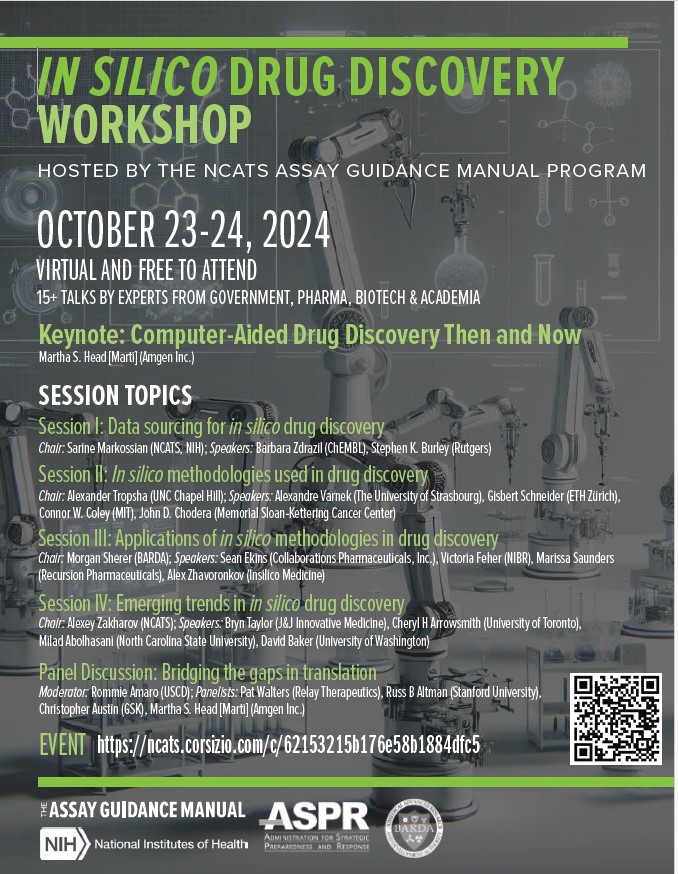 IN SILICO DRUG DISCOVERY
WORKSHOP
HOSTED BY THE NCATS ASSAY GUIDANCE MANUAL PROGRAM
OCTOBER 23-24, 2024
VIRTUAL AND FREE TO ATTEND
15+ TALKS BY EXPERTS FROM GOVERNMENT, PHARMA, BIOTECH & ACADEMIA
Keynote: Computer-Aided Drug Discovery Then and Now
Martha S. Head [Marti] (Amgen Inc.)
SESSION TOPICS
Session I: Data sourcing for in silico drug discovery
Chair: Sarine Markossian (NCATS, NIH); Speakers: Barbara Zdrazil (ChEMBL), Stephen K. Burley (Rutgers)
Session II: In silico methodologies used in drug discovery
Chair: Alexander Tropsha (UNC Chapel Hill); Speakers: Alexandre Varnek (The University of Strasbourg), Gisbert Schneider (ETH Zürich),
Connor W. Coley (MIT), John D. Chodera (Memorial Sloan-Kettering Cancer Center)
Session III: Applications of in silico methodologies in drug discovery
Chair: Morgan Sherer (BARDA); Speakers: Sean Ekins (Collaborations Pharmaceuticals, Inc.), Victoria Feher (NIBR), Marissa Saunders
(Recursion Pharmaceuticals), Alex Zhavoronkov (Insilico Medicine)
Session IV: Emerging trends in in silico drug discovery
Chair: Alexey Zakharov (NCATS); Speakers: Bryn Taylor (J&J Innovative Medicine), Cheryl H Arrowsmith (University of Toronto),
Milad Abolhasani (North Carolina State University), David Baker (University of Washington)
Panel Discussion: Bridging the gaps in translation
Moderator: Rommie Amaro (USCD); Panelists: Pat Walters (Relay Therapeutics), Russ B Altman (Stanford University),
Christopher Austin (GSK), Martha S. Head [Marti] (Amgen Inc.)
EVENT https://ncats.corsizio.com/c/62153215b176e58b1884dfc5
THE ASSAY GUIDANCE MANUAL
NIH National Institutes of Health
ASPR
ADMINISTRATION FOR STRATEGIC
PREPAREDNESS AND RESPONSE
BARDA